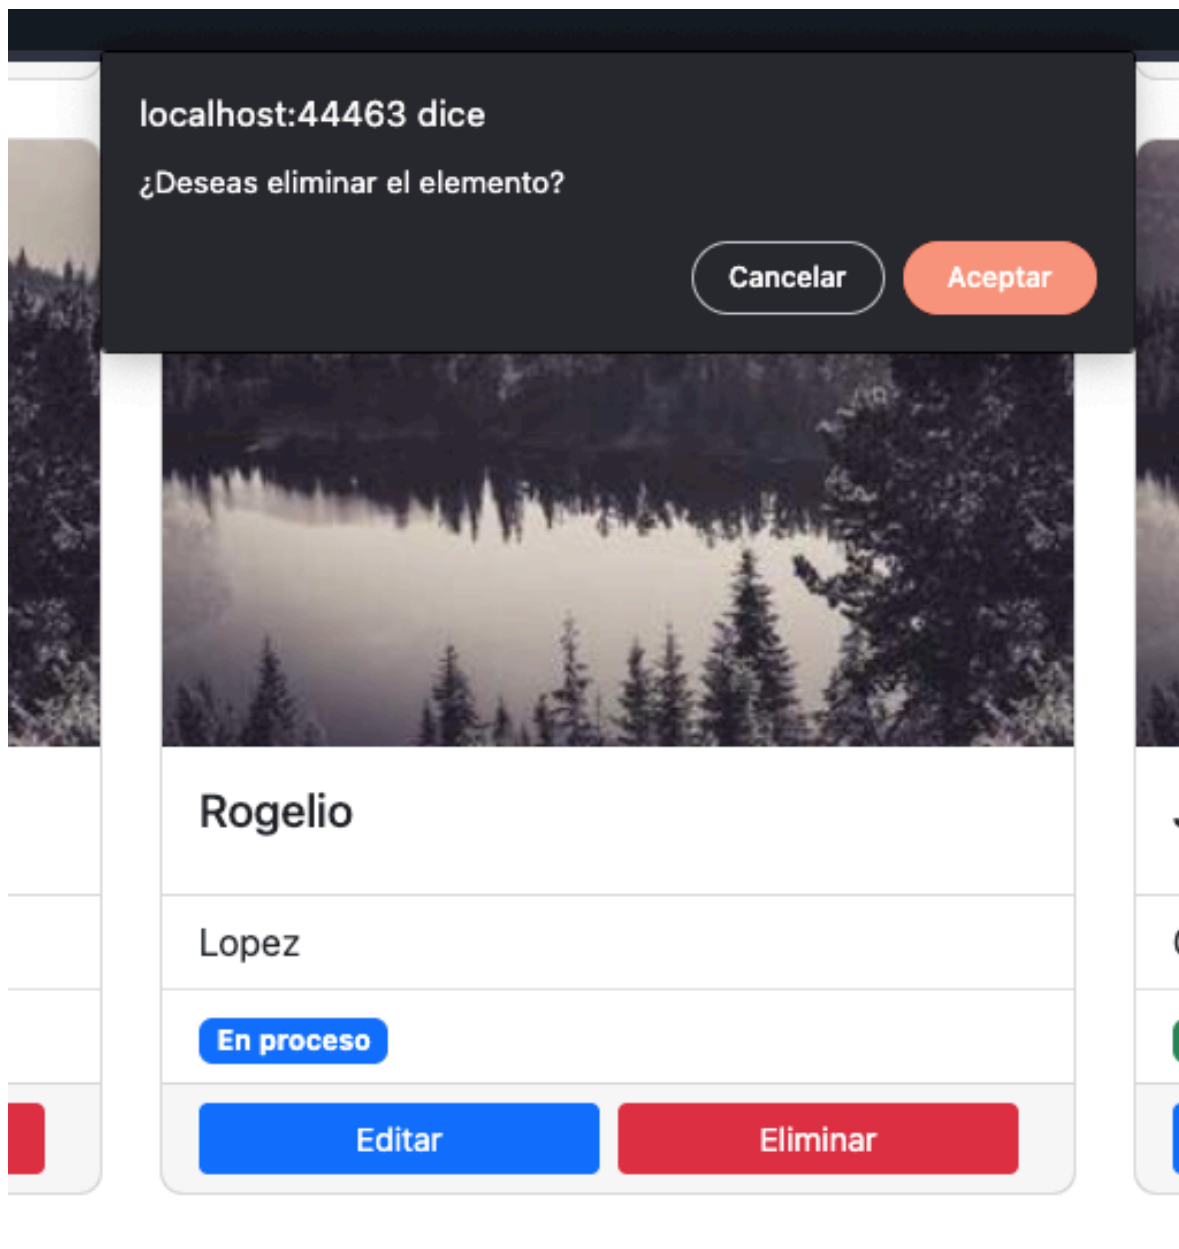 localhost:44463 dice
¿Deseas eliminar el elemento?
Cancelar Aceptar
Rogelio
Lopez
En proceso
Editar Eliminar